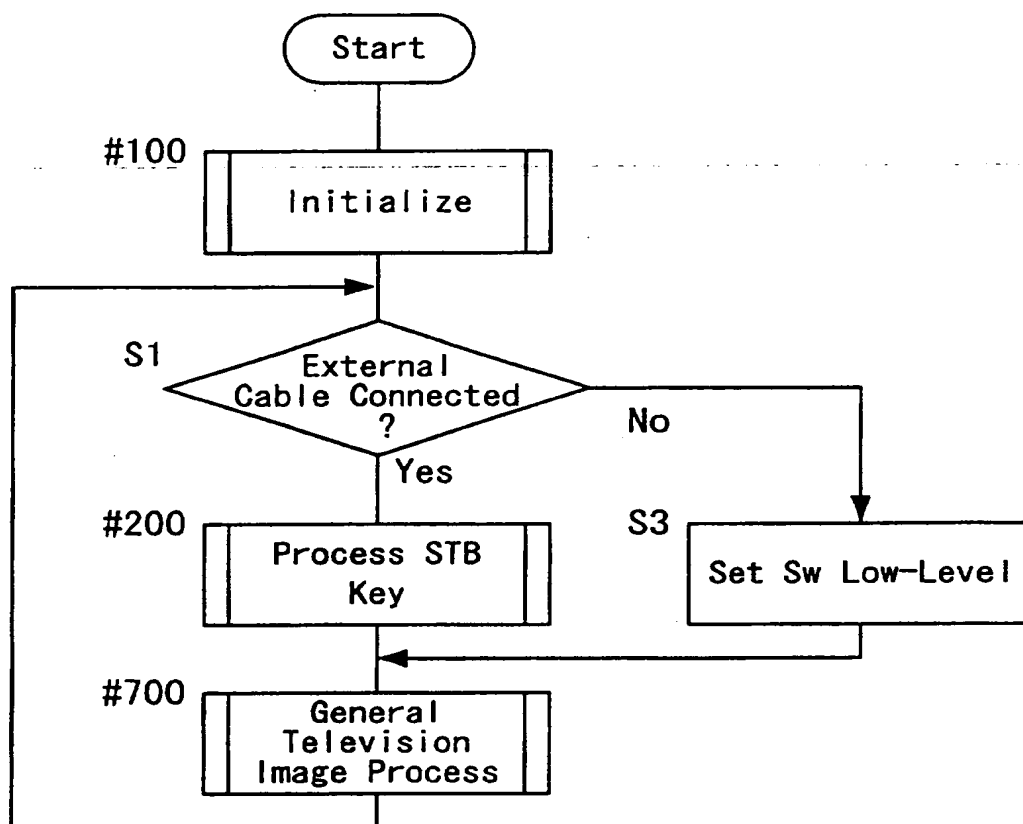 Start
#100
Initialize
S1
External
Cable Connected
?
No
Yes
#200
Process STB
Key
S3
Set Sw Low-Level
#700
General
Television
Image Process